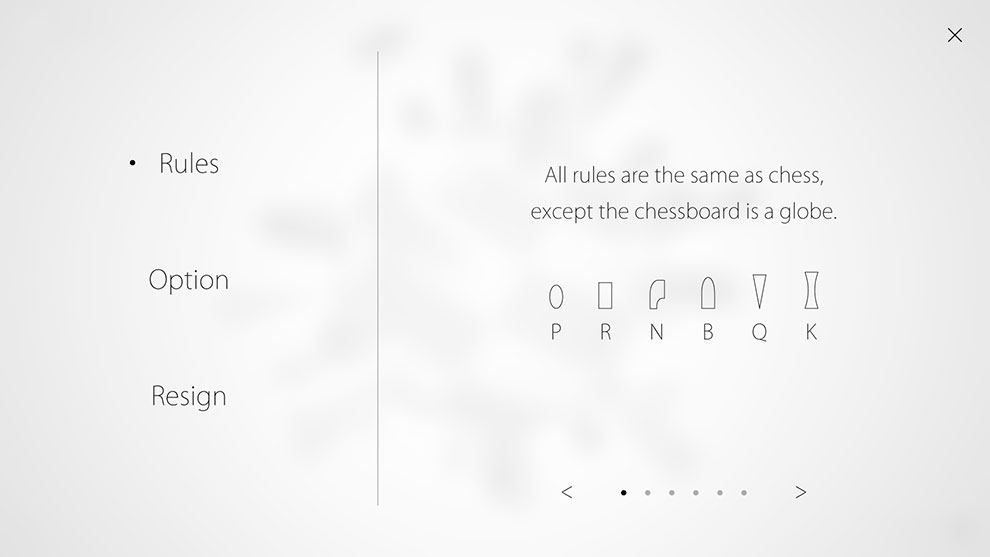 Rules
Option
Resign
All rules are the same as chess,
except the chessboard is a globe.
P R N B Q K
< >